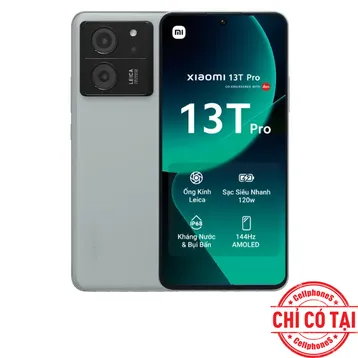 LEICA
xiaomi 13T Pro
CO-ENGINEERED WITH Leica
13T Pro
Ống Kính
Leica
Sạc Siêu Nhanh
120w
IP68
Kháng Nước
& Bụi Bẩn
144Hz
AMOLED
CellphoneS
CHỈ CÓ TẠI
CellphoneS